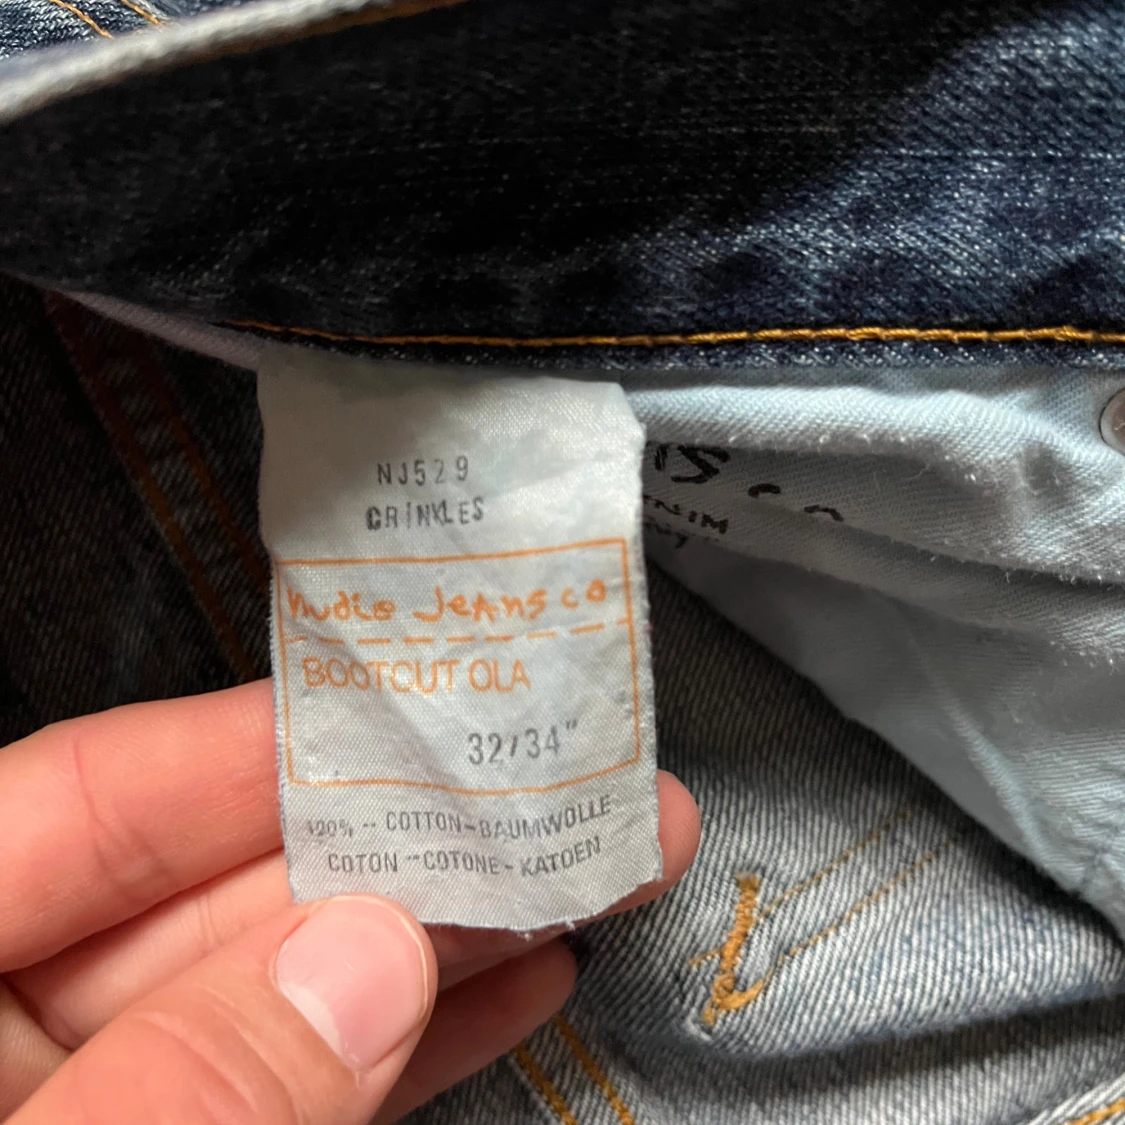 NJ529
CRINKLES
Nudie Jeans co
BOOTCUT OLA
32/34"
100% -- COTTON-BAUMWOLLE
COTON --COTONE-KATOEN